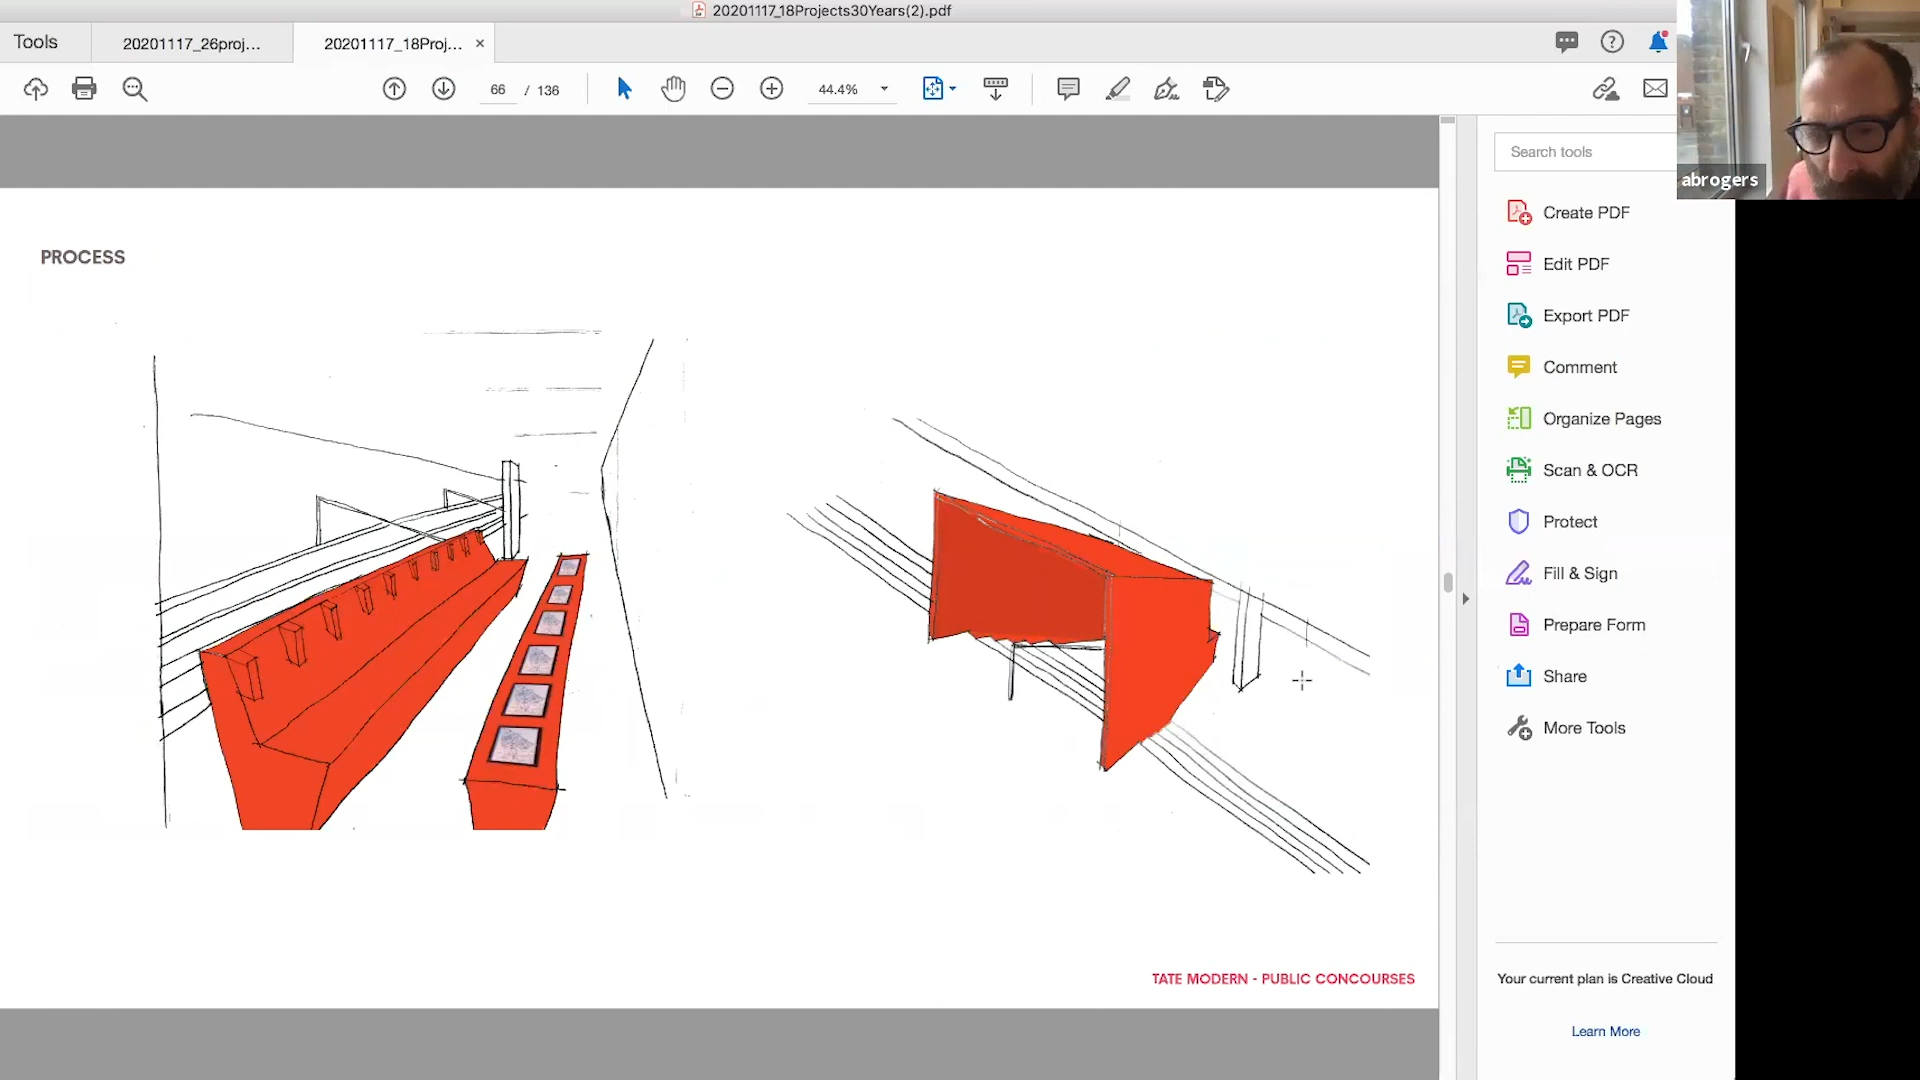 20201117_18Projects30Years(2).pdf
Tools
20201117_26proj...
20201117_18Proj...
66 / 136
44.4%
Search tools
abrogers
Create PDF
Edit PDF
Export PDF
Comment
Organize Pages
Scan & OCR
Protect
Fill & Sign
Prepare Form
Share
More Tools
PROCESS
TATE MODERN - PUBLIC CONCOURSES
Your current plan is Creative Cloud
Learn More